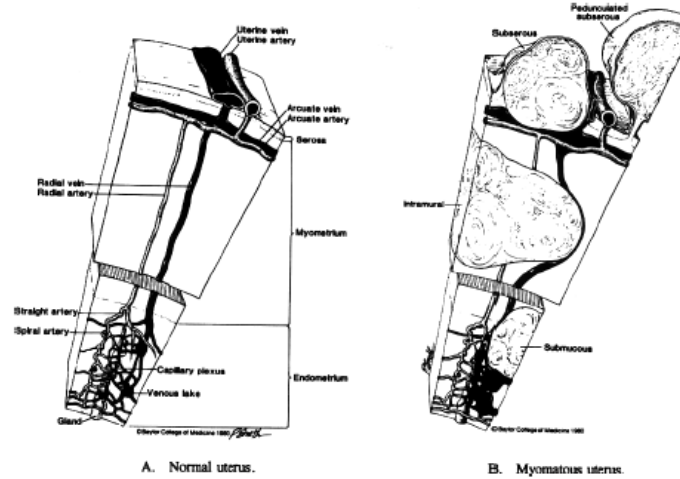 Uterine vein
Uterine artery
Arcuate vein
Arcuate artery
Serosa
Radial vein
Radial artery
Myometrium
Straight artery
Spiral artery
Capillary plexus
Endometrium
Venous lake
Gland
©Baylor College of Medicine 1980
A. Normal uterus.
Pedunculated
subserous
Subserous
Intramural
Submucous
©Baylor College of Medicine 1980
B. Myomatous uterus.